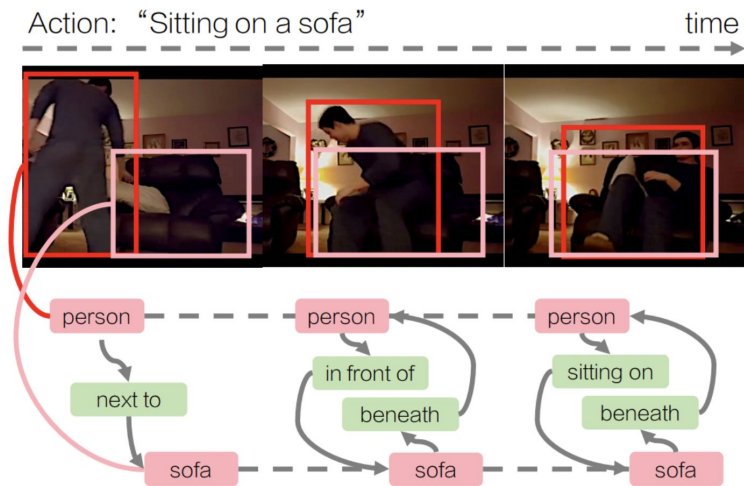 Action: “Sitting on a sofa”
time
person
person
person
in front of
sitting on
next to
beneath
beneath
sofa
sofa
sofa